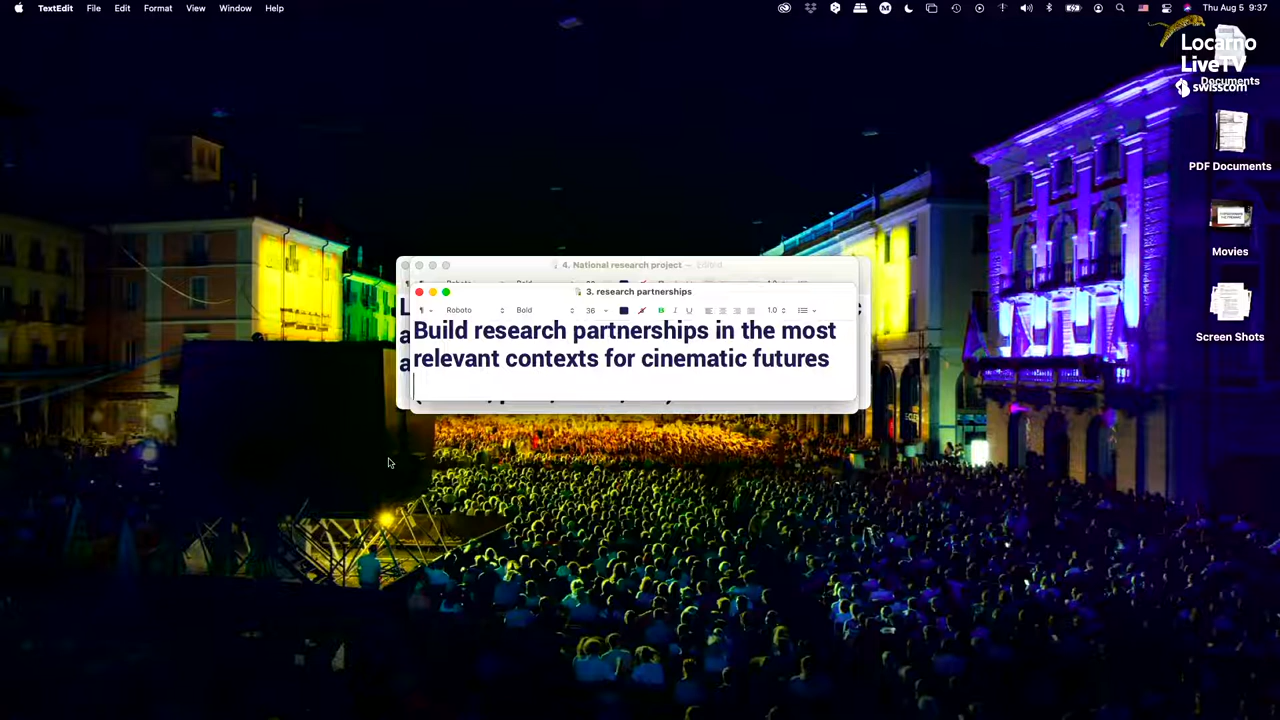 TextEdit File Edit Format View Window Help Thu Aug 5 9:37
Locarno
LiveTV
swisscom
Documents
PDF Documents
Movies
Screen Shots
4. National research project — Edited
3. research partnerships
Roboto Bold 36 B I U 1.0
Build research partnerships in the most
relevant contexts for cinematic futures